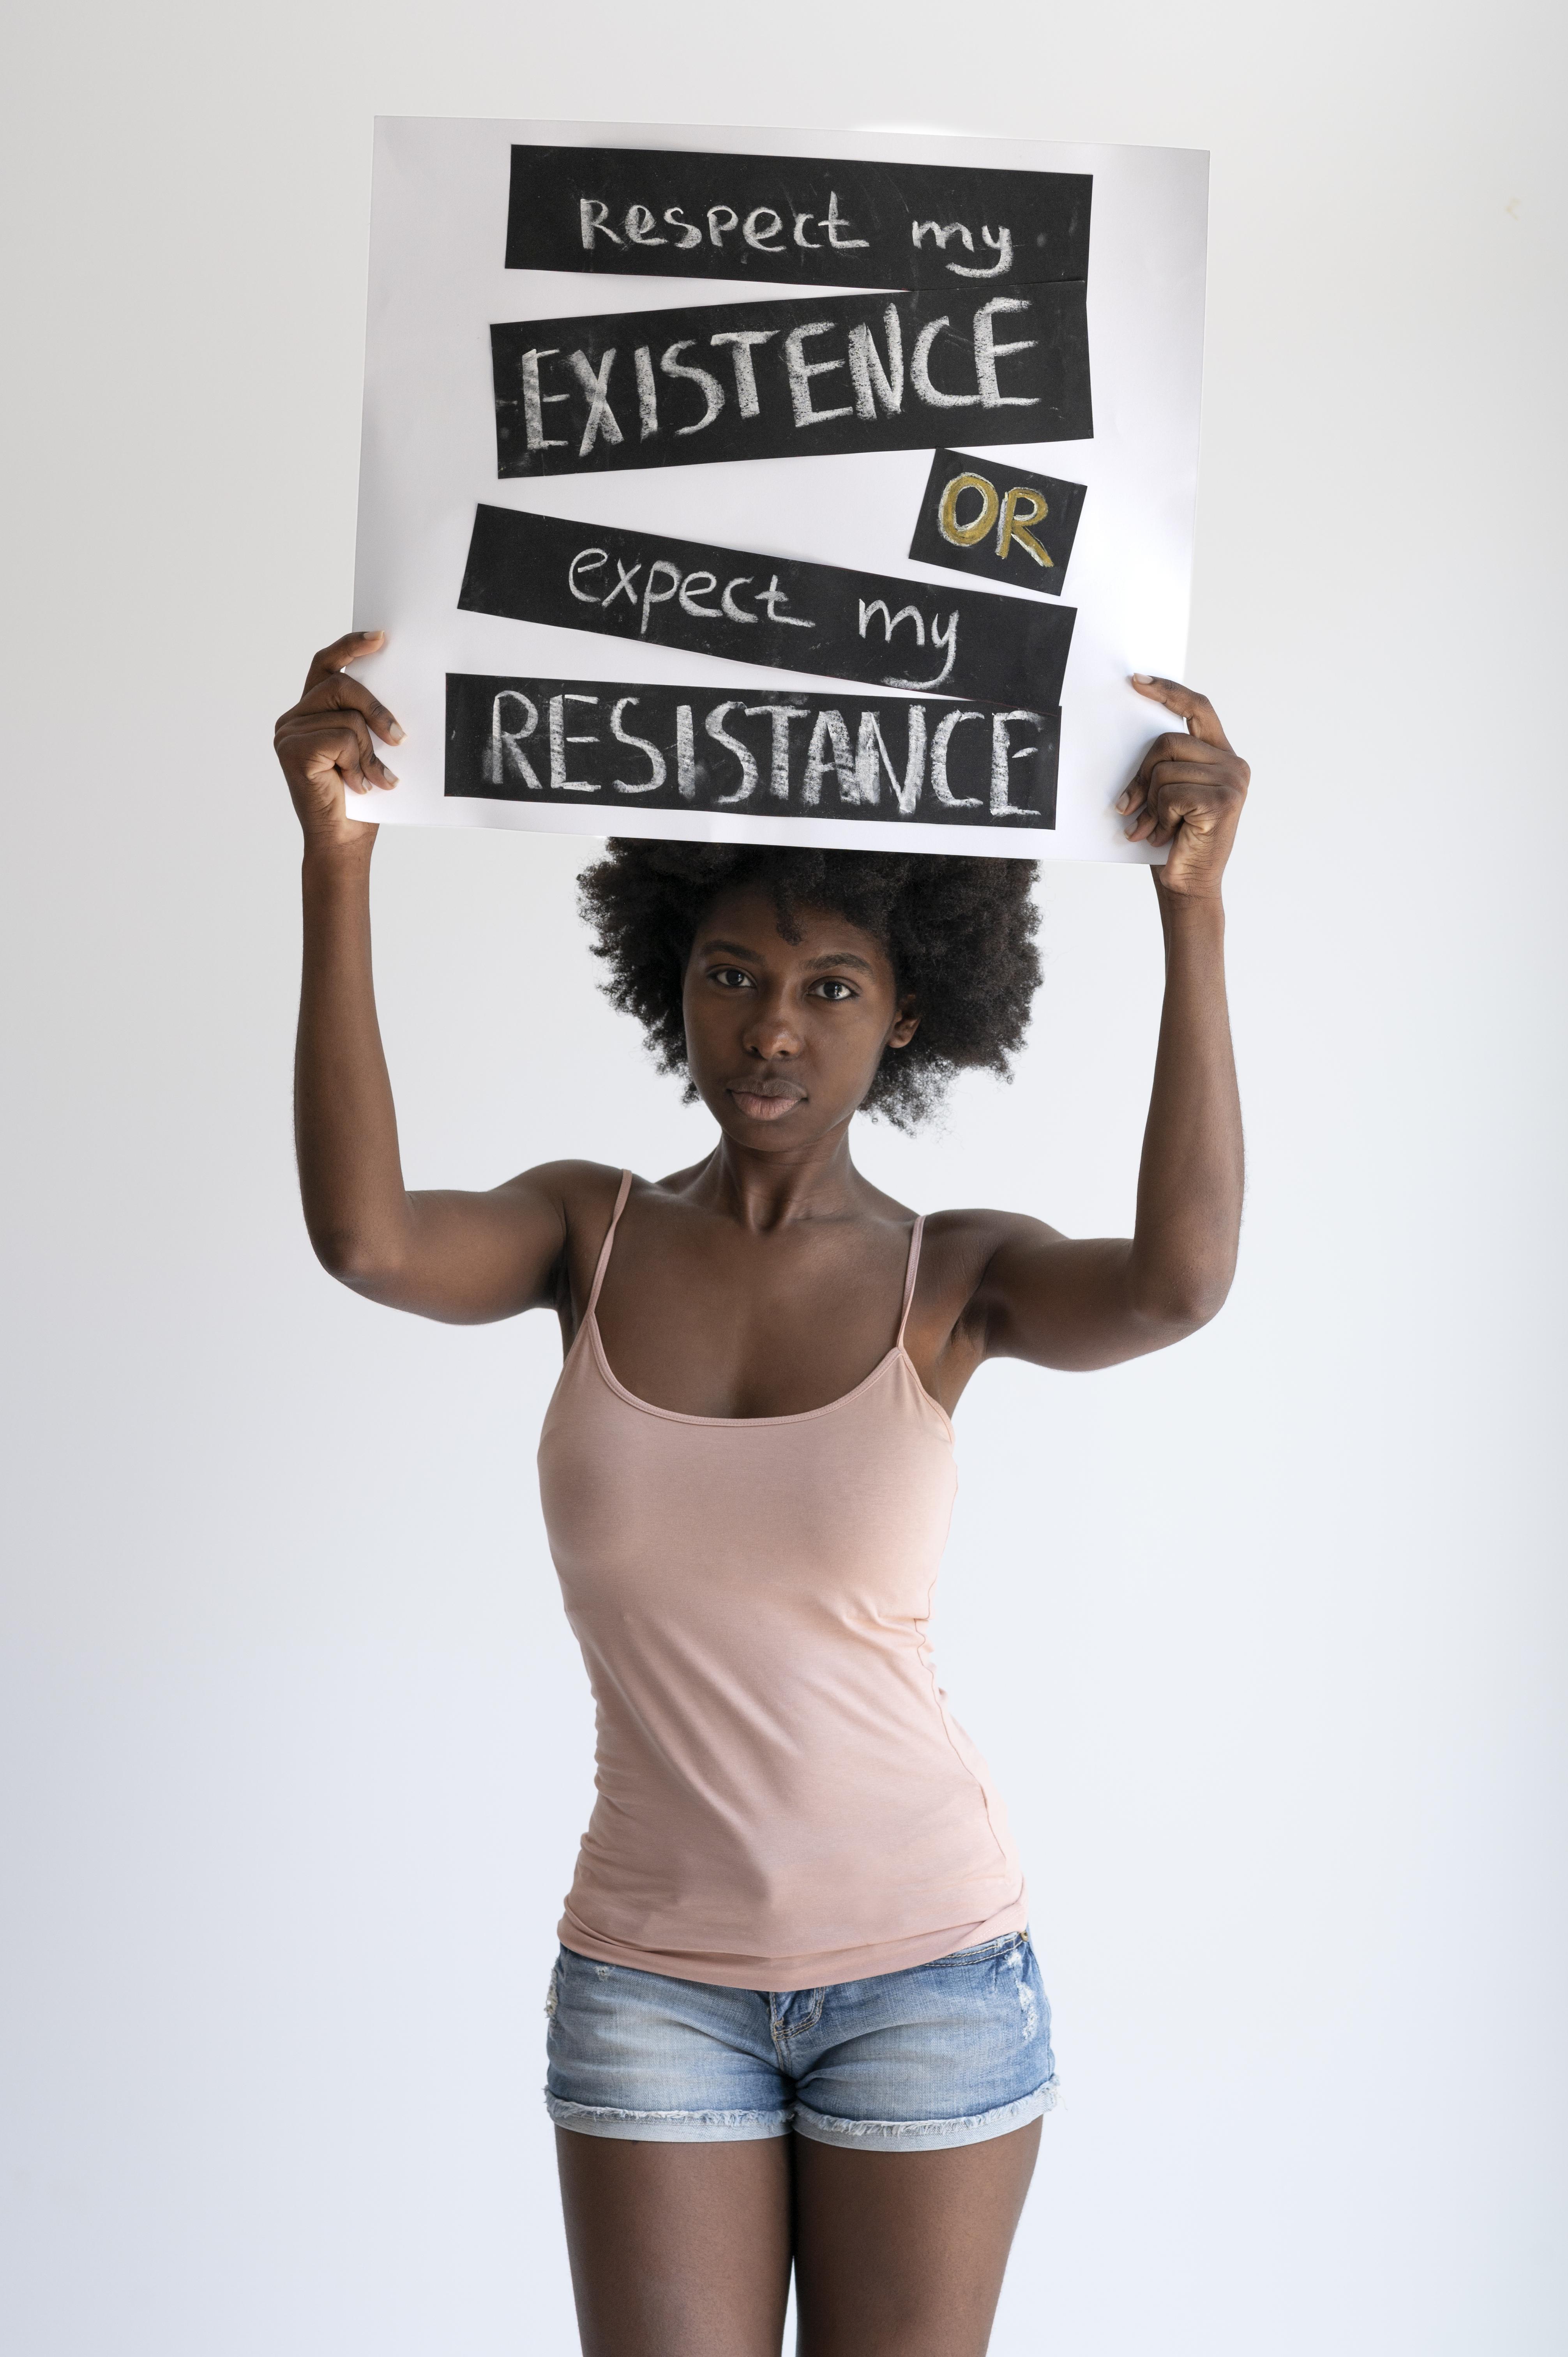 Respect my
EXISTENCE
OR
expect my
RESISTANCE